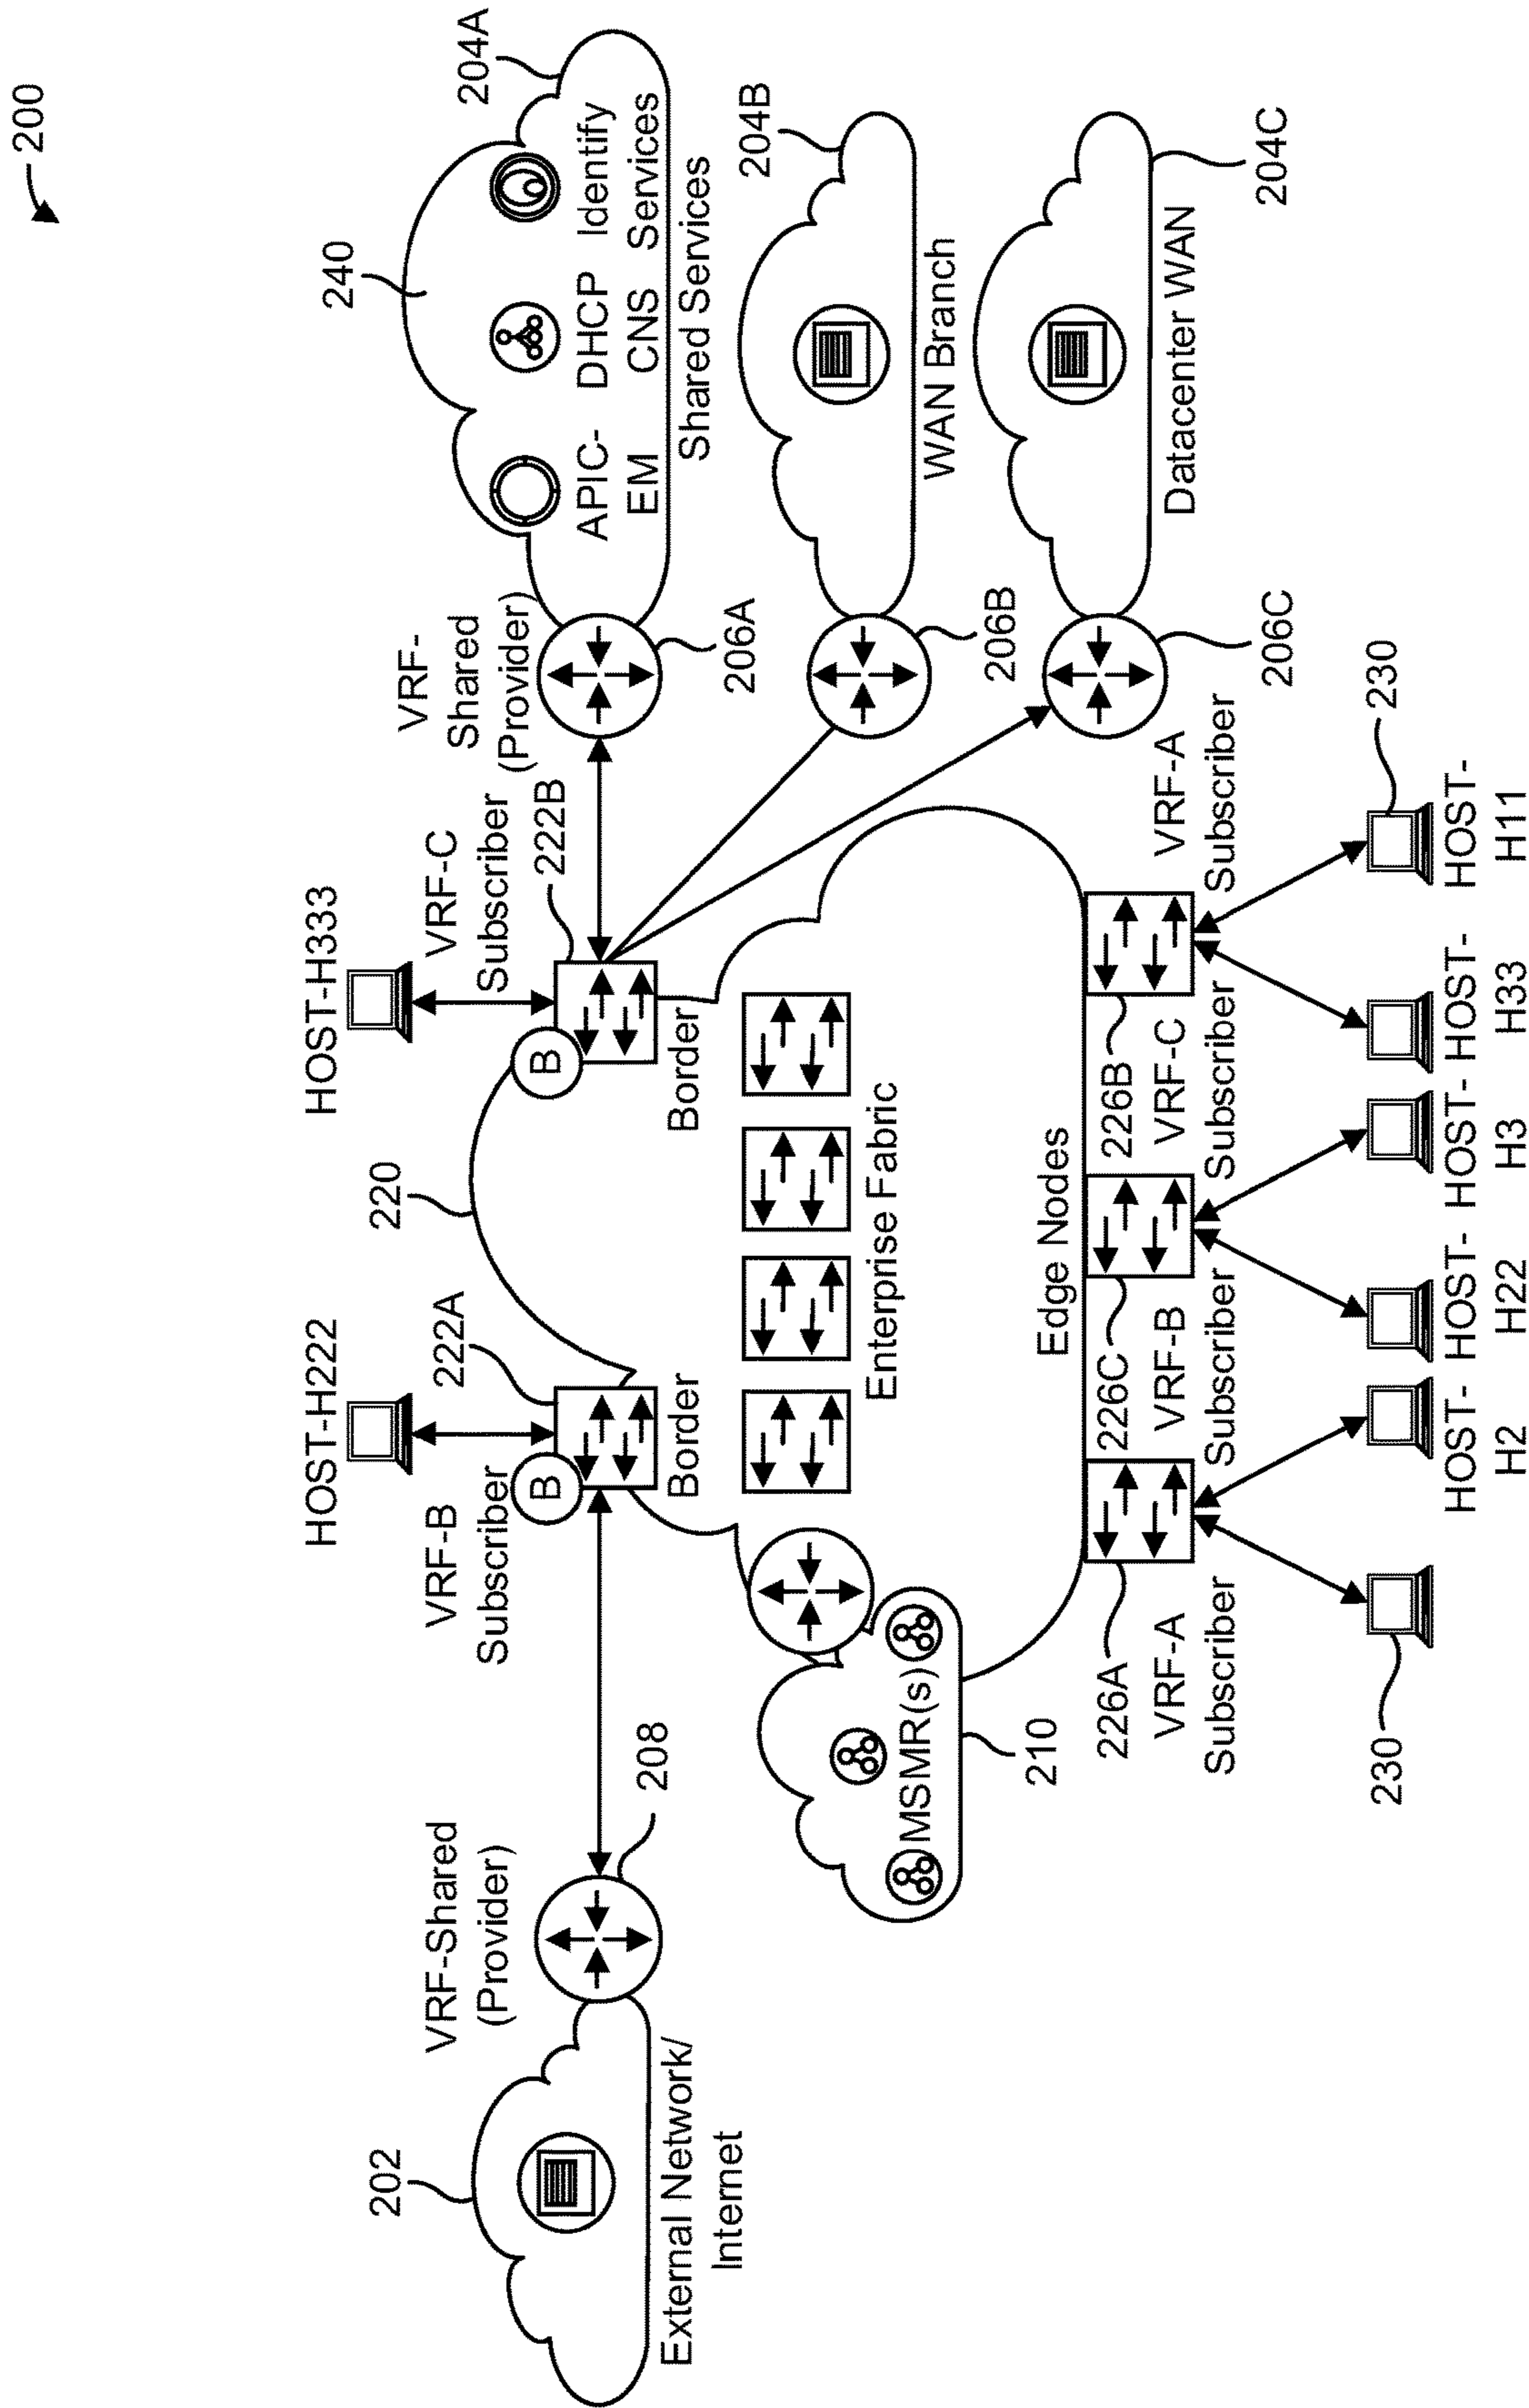 200
HOST-H222
HOST-H333
240
204A
202
220
VRF-Shared
(Provider)
VRF-B
Subscriber
222A
VRF-C
Subscriber
222B
VRF-
Shared
(Provider)
B
B
APIC-
EM
DHCP
CNS
Identify
Services
Shared Services
External Network/
Internet
208
Border
Border
206A
204B
MSMR(s)
210
Enterprise Fabric
WAN Branch
206B
Edge Nodes
226A
226C
226B
VRF-A
Subscriber
VRF-B
Subscriber
VRF-C
Subscriber
VRF-A
Subscriber
Datacenter WAN
206C
204C
230
230
HOST-
H2
HOST-
H22
HOST-
H3
HOST-
H33
HOST-
H11